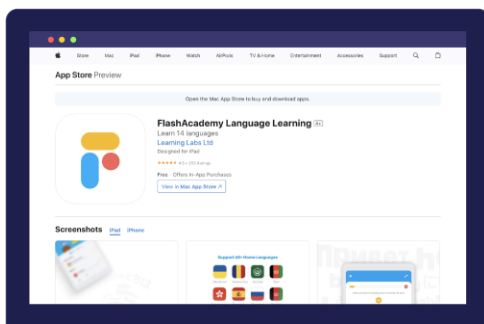 Store Mac iPad iPhone Watch AirPods TV & Home Entertainment Accessories Support
App Store Preview
Open the Mac App Store to buy and download apps.
FlashAcademy Language Learning 4+
Learn 14 languages
Learning Labs Ltd
Designed for iPad
Free · Offers In-App Purchases
View in Mac App Store ↗
Screenshots iPad iPhone
Support 45+ Home Languages
Привет